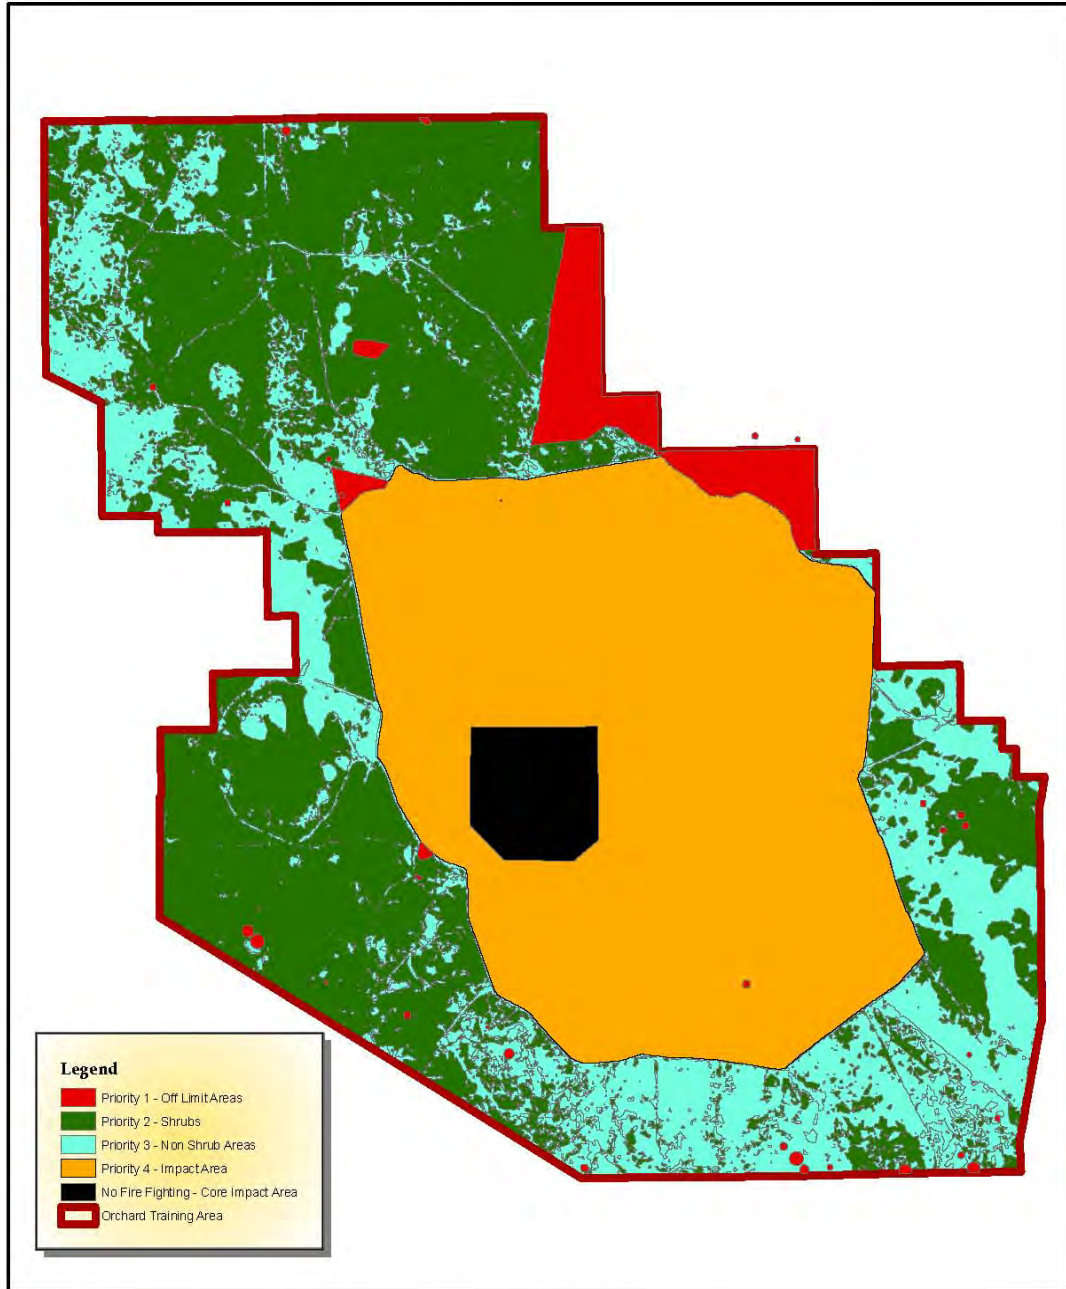 Legend
Priority 1 - Off Limit Areas
Priority 2 - Shrubs
Priority 3 - Non Shrub Areas
Priority 4 - Impact Area
No Fire Fighting - Core Impact Area
Orchard Training Area